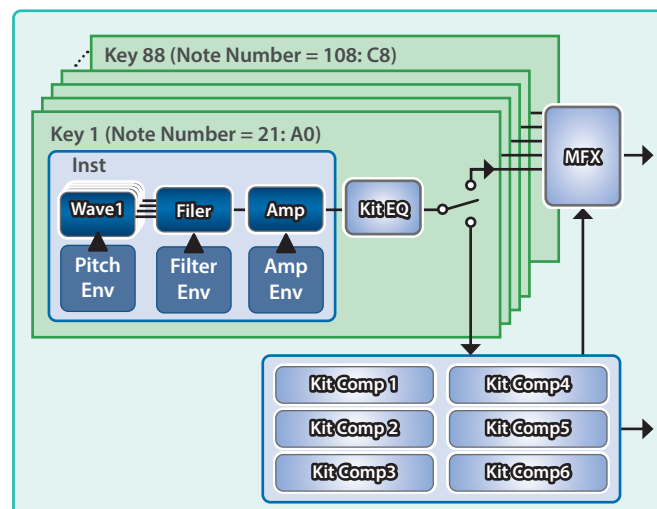 Key 88 (Note Number = 108: C8)
Key 1 (Note Number = 21: A0)
Inst
Wave1
Filer
Amp
Kit EQ
MFX
Pitch
Env
Filter
Env
Amp
Env
Kit Comp 1
Kit Comp4
Kit Comp 2
Kit Comp5
Kit Comp3
Kit Comp6